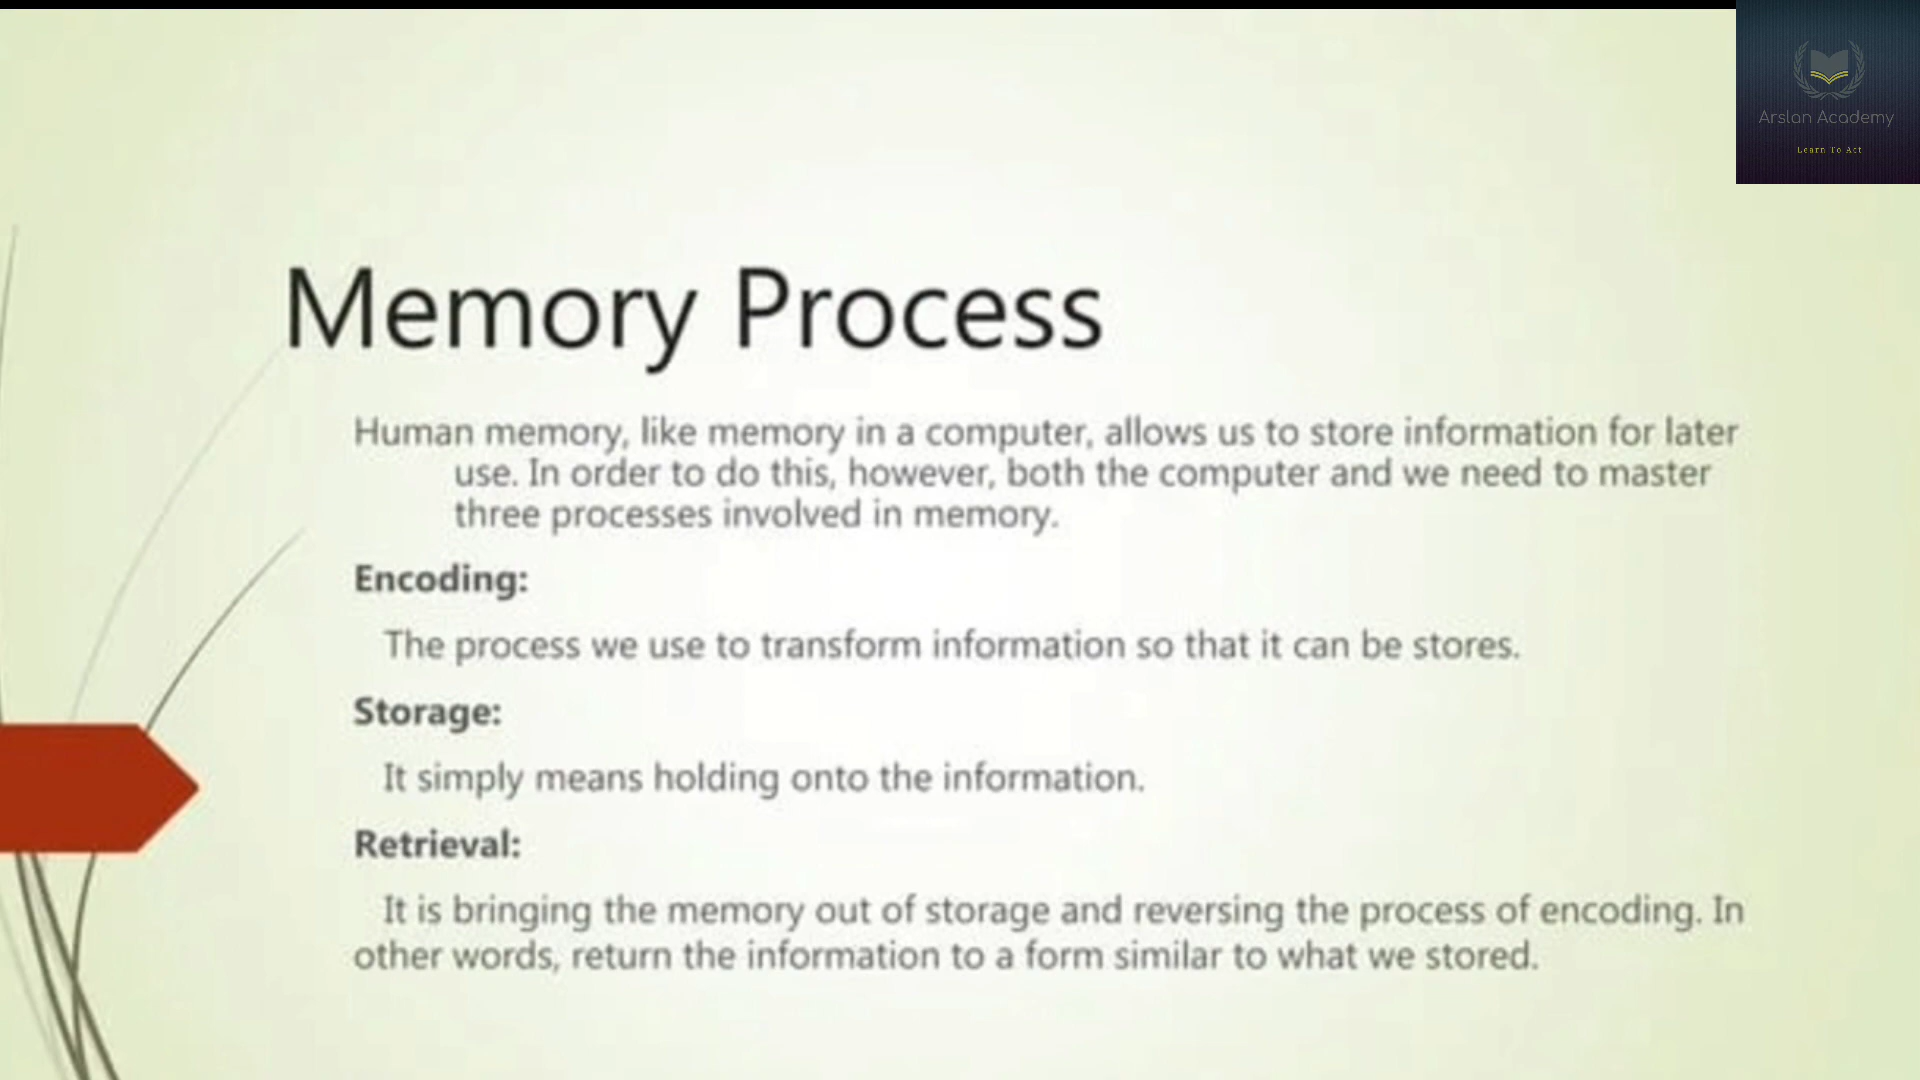 Arslan Academy
Learn To Act
Memory Process
Human memory, like memory in a computer, allows us to store information for later
use. In order to do this, however, both the computer and we need to master
three processes involved in memory.
Encoding:
The process we use to transform information so that it can be stores.
Storage:
It simply means holding onto the information.
Retrieval:
It is bringing the memory out of storage and reversing the process of encoding. In
other words, return the information to a form similar to what we stored.